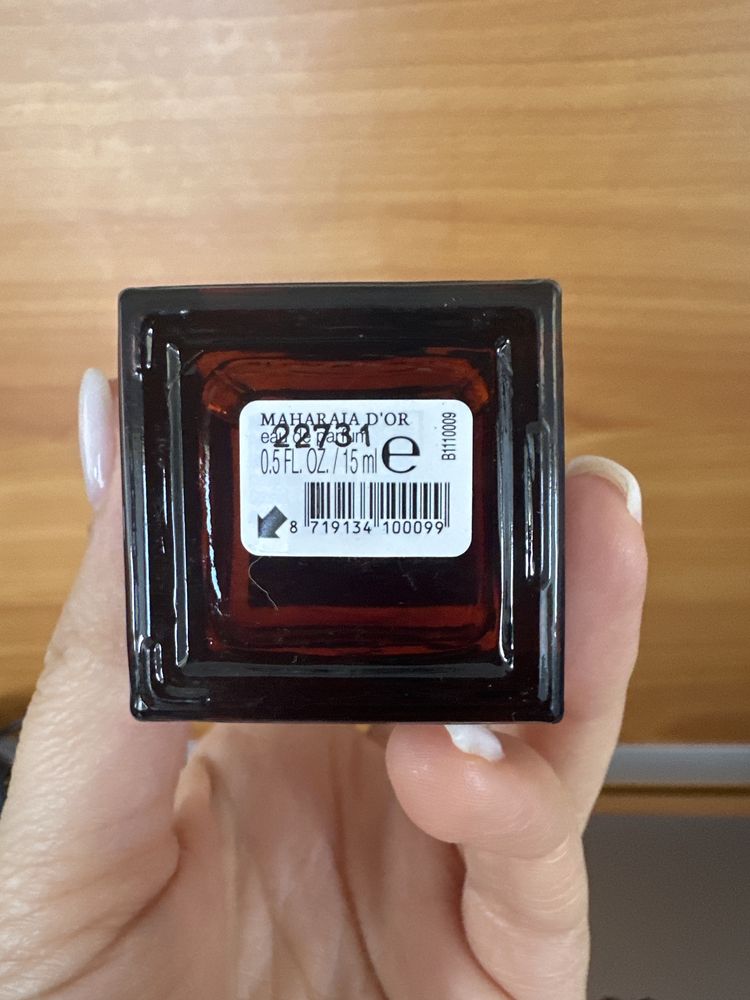 MAHARAJA D'OR
22731
eau de parfum
0.5 FL. OZ. / 15 ml e
B1110009
8 719134 100099